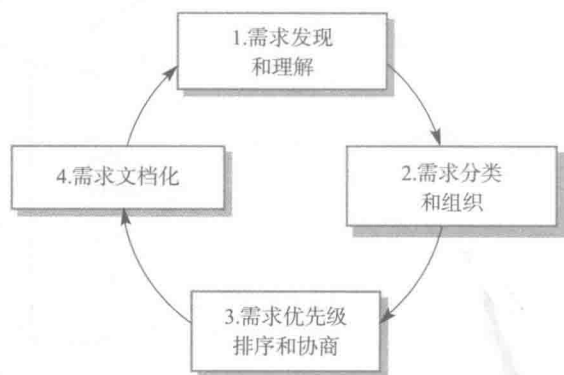 1.需求发现
和理解
2.需求分类
和组织
3.需求优先级
排序和协商
4.需求文档化